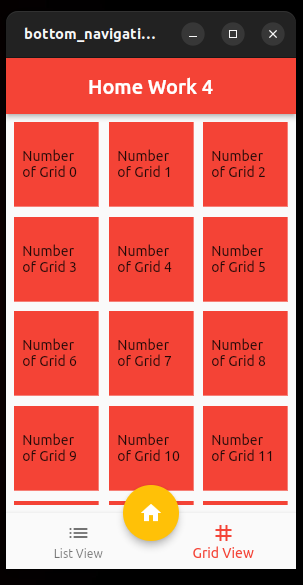 bottom_navigati...
Home Work 4
Number
of Grid 0
Number
of Grid 1
Number
of Grid 2
Number
of Grid 3
Number
of Grid 4
Number
of Grid 5
Number
of Grid 6
Number
of Grid 7
Number
of Grid 8
Number
of Grid 9
Number
of Grid 10
Number
of Grid 11
List View
Grid View